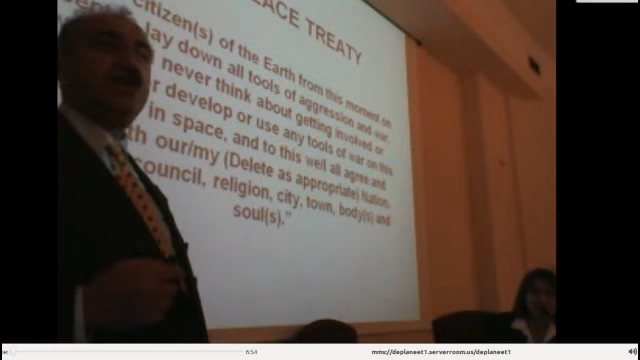 PEACE TREATY
citizen(s) of the Earth from this moment on
lay down all tools of aggression and war,
never think about getting involved or
develop or use any tools of war on this
in space, and to this we/I all agree and
our/my (Delete as appropriate) Nation,
council, religion, city, town, body(s) and
soul(s)."
6:54
mms://deplaneet1.serverroom.us/deplaneet1